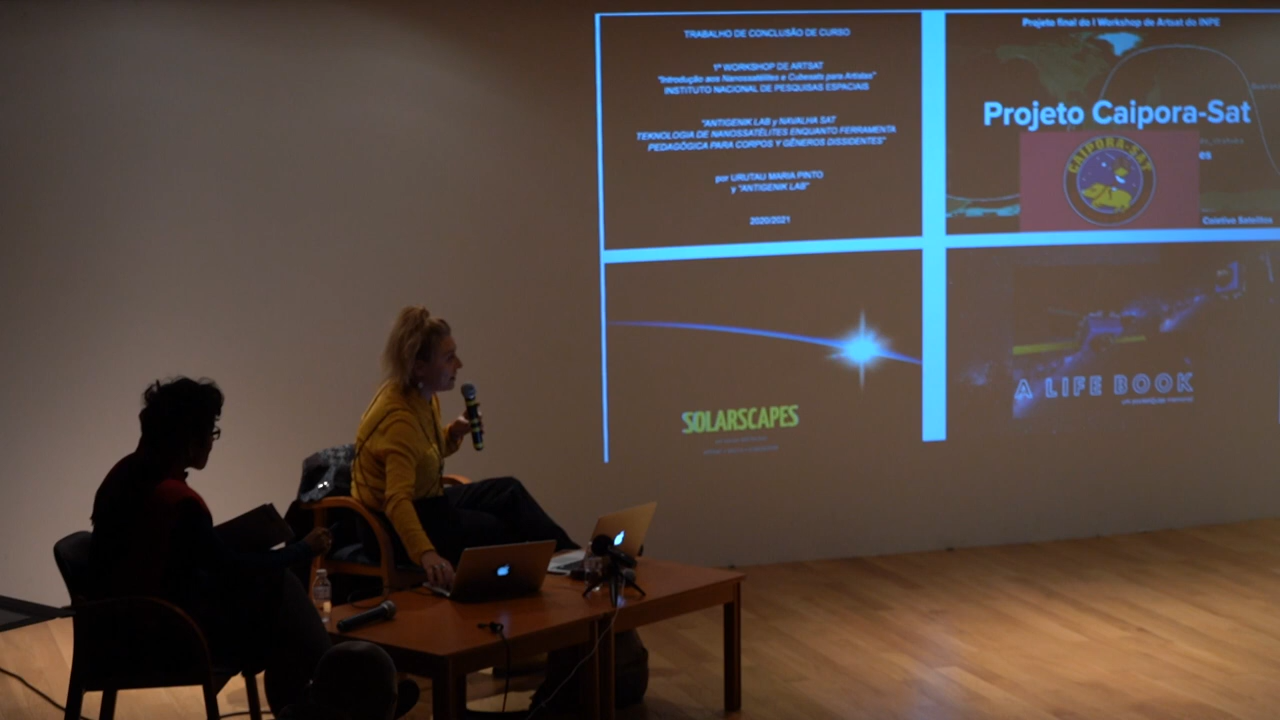 TRABALHO DE CONCLUSÃO DE CURSO
1º WORKSHOP DE ARTSAT
"Introdução aos Nanossatélites e Cubesats para Artistas"
INSTITUTO NACIONAL DE PESQUISAS ESPACIAIS
"ANTIGENIK LAB y NAVALHA SAT
TEKNOLOGIA DE NANOSSATÉLITES ENQUANTO FERRAMENTA
PEDAGÓGICA PARA CORPOS Y GÊNEROS DISSIDENTES"
por URUTAU MARIA PINTO
y "ANTIGENIK LAB"
2020/2021
Projeto final do I Workshop de Artsat do INPE
Projeto Caipora-Sat
CAIPORA-SAT
Coletivo Satelitos
SOLARSCAPES
A LIFE BOOK